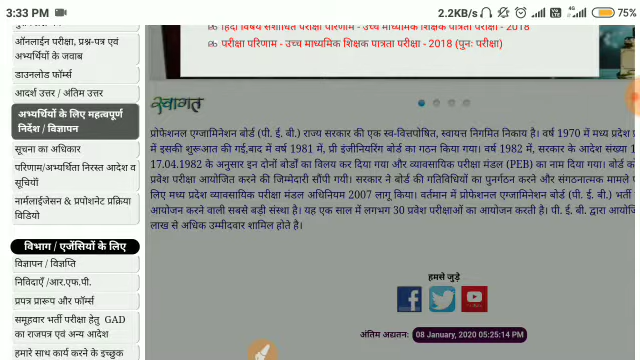 3:33 PM
2.2KB/s
4G
75%
ऑनलाईन परीक्षा, प्रश्न-पत्र एवं
अभ्यर्थियों के जवाब
डाउनलोड फॉर्म्स
आदर्श उत्तर / अंतिम उत्तर
अभ्यर्थियों के लिए महत्वपूर्ण
निर्देश / विज्ञापन
सूचना का अधिकार
परिणाम/अभ्यर्थिता निरस्त आदेश व
सूचियाँ
नार्मलाईजेसन & प्रपोशनेट प्रक्रिया
विडियो
विभाग / एजेंसियों के लिए
विज्ञापन / विज्ञप्ति
निविदाएँ /आर.एफ.पी.
प्रपत्र प्रारूप और फॉर्म्स
समूहवार भर्ती परीक्षा हेतु GAD
का राजपत्र एवं अन्य आदेश
हमारे साथ कार्य करने के इच्छुक
हिंदी विषय संशोधित परीक्षा परिणाम - उच्च माध्यमिक शिक्षक पात्रता परीक्षा - 2018
परीक्षा परिणाम - उच्च माध्यमिक शिक्षक पात्रता परीक्षा - 2018 (पुनः परीक्षा)
स्वागत
प्रोफेशनल एग्जामिनेशन बोर्ड (पी. ई. बी.) राज्य सरकार की एक स्व-वित्तपोषित, स्वायत्त निगमित निकाय है। वर्ष 1970 में मध्य प्रदेश
में इसकी शुरूआत की गई,बाद में वर्ष 1981 में, प्री इंजीनियरिंग बोर्ड का गठन किया गया। वर्ष 1982 में, सरकार के आदेश संख्या 1
17.04.1982 के अनुसार इन दोनों बोर्डों का विलय कर दिया गया और व्यावसायिक परीक्षा मंडल (PEB) का नाम दिया गया। बोर्ड को
प्रवेश परीक्षा आयोजित करने की जिम्मेदारी सौंपी गयी। सरकार ने बोर्ड की गतिविधियों का पुनर्गठन करने और संगठनात्मक मामले
लिए मध्य प्रदेश व्यावसायिक परीक्षा मंडल अधिनियम 2007 लागू किया। वर्तमान में प्रोफेशनल एग्जामिनेशन बोर्ड (पी. ई. बी.) भर्ती
आयोजन करने वाली सबसे बड़ी संस्था है। यह एक साल में लगभग 30 प्रवेश परीक्षाओं का आयोजन करती है। पी. ई. बी. द्वारा आयोजि
लाख से अधिक उम्मीदवार शामिल होते है।
हमसे जुड़े
You
Tube
अंतिम अद्यतन: 08 January, 2020 05:25:14 PM